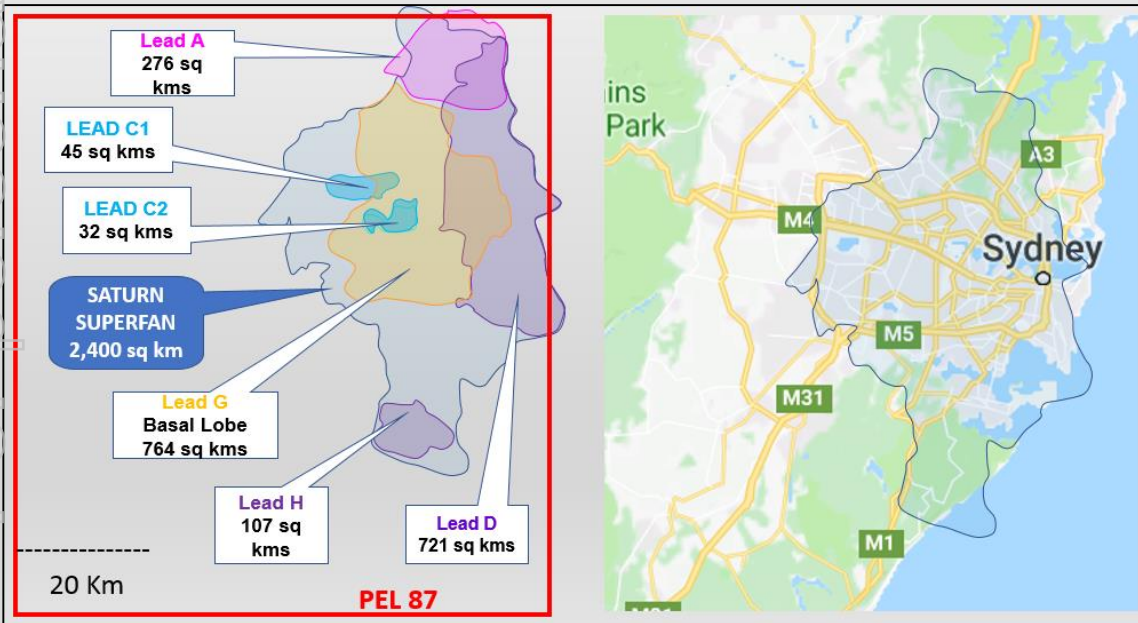 Lead A
276 sq
kms
LEAD C1
45 sq kms
LEAD C2
32 sq kms
SATURN
SUPERFAN
2,400 sq km
Lead G
Basal Lobe
764 sq kms
Lead H
107 sq
kms
Lead D
721 sq kms
20 Km
PEL 87
ins
Park
A3
M4
Sydney
M5
M31
M1